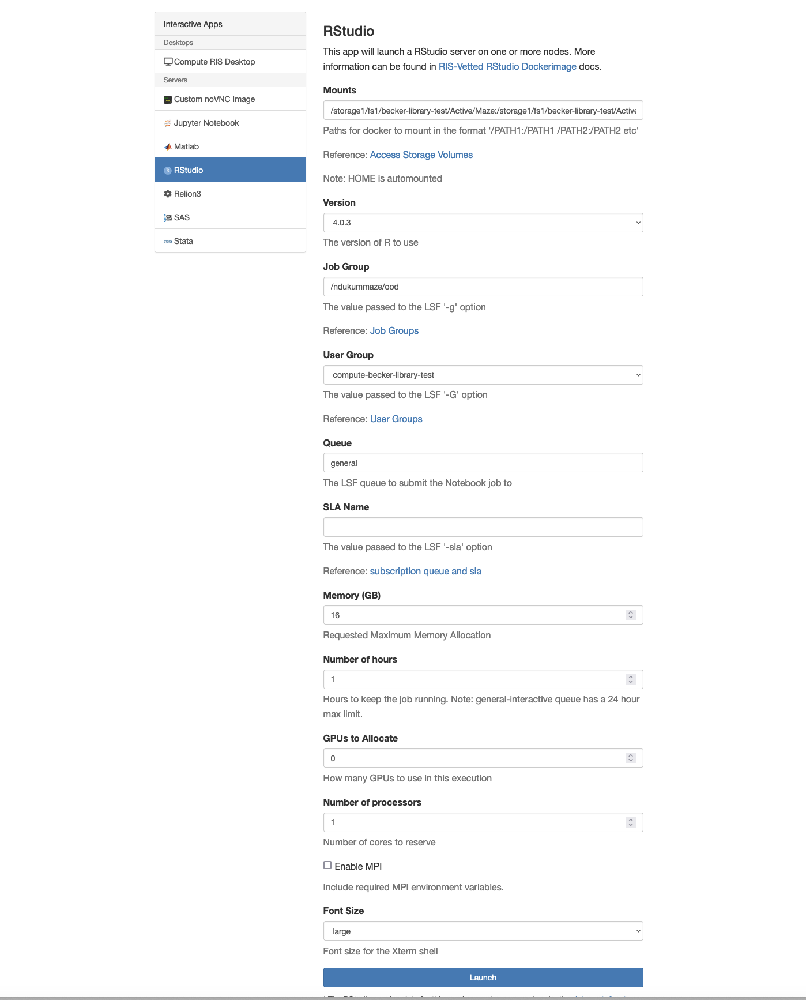 Interactive Apps
Desktops
Compute RIS Desktop
Servers
Custom noVNC Image
Jupyter Notebook
Matlab
RStudio
Relion3
SAS
Stata
RStudio
This app will launch a RStudio server on one or more nodes. More
information can be found in RIS-Vetted RStudio Dockerimage docs.
Mounts
/storage1/fs1/becker-library-test/Active/Maze:/storage1/fs1/becker-library-test/Active
Paths for docker to mount in the format '/PATH1:/PATH1 /PATH2:/PATH2 etc'
Reference: Access Storage Volumes
Note: HOME is automounted
Version
4.0.3
The version of R to use
Job Group
/ndukummaze/ood
The value passed to the LSF '-g' option
Reference: Job Groups
User Group
compute-becker-library-test
The value passed to the LSF '-G' option
Reference: User Groups
Queue
general
The LSF queue to submit the Notebook job to
SLA Name
The value passed to the LSF '-sla' option
Reference: subscription queue and sla
Memory (GB)
16
Requested Maximum Memory Allocation
Number of hours
1
Hours to keep the job running. Note: general-interactive queue has a 24 hour
max limit.
GPUs to Allocate
0
How many GPUs to use in this execution
Number of processors
1
Number of cores to reserve
Enable MPI
Include required MPI environment variables.
Font Size
large
Font size for the Xterm shell
Launch